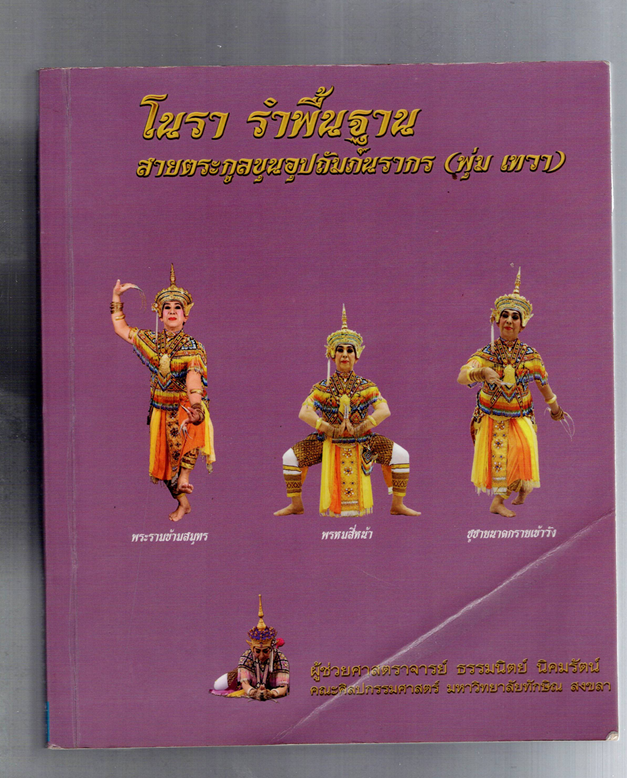 โนรา รำพื้นฐาน
สายตระกูลขุนอุปถัมภ์นรากร (พุ่ม เทวา)
พระรามข้ามสมุทร
พรหมสี่หน้า
ชูชายนาดกรายเข้าวัง
ผู้ช่วยศาสตราจารย์ ธรรมนิตย์ นิคมรัตน์
คณะศิลปกรรมศาสตร์ มหาวิทยาลัยทักษิณ สงขลา